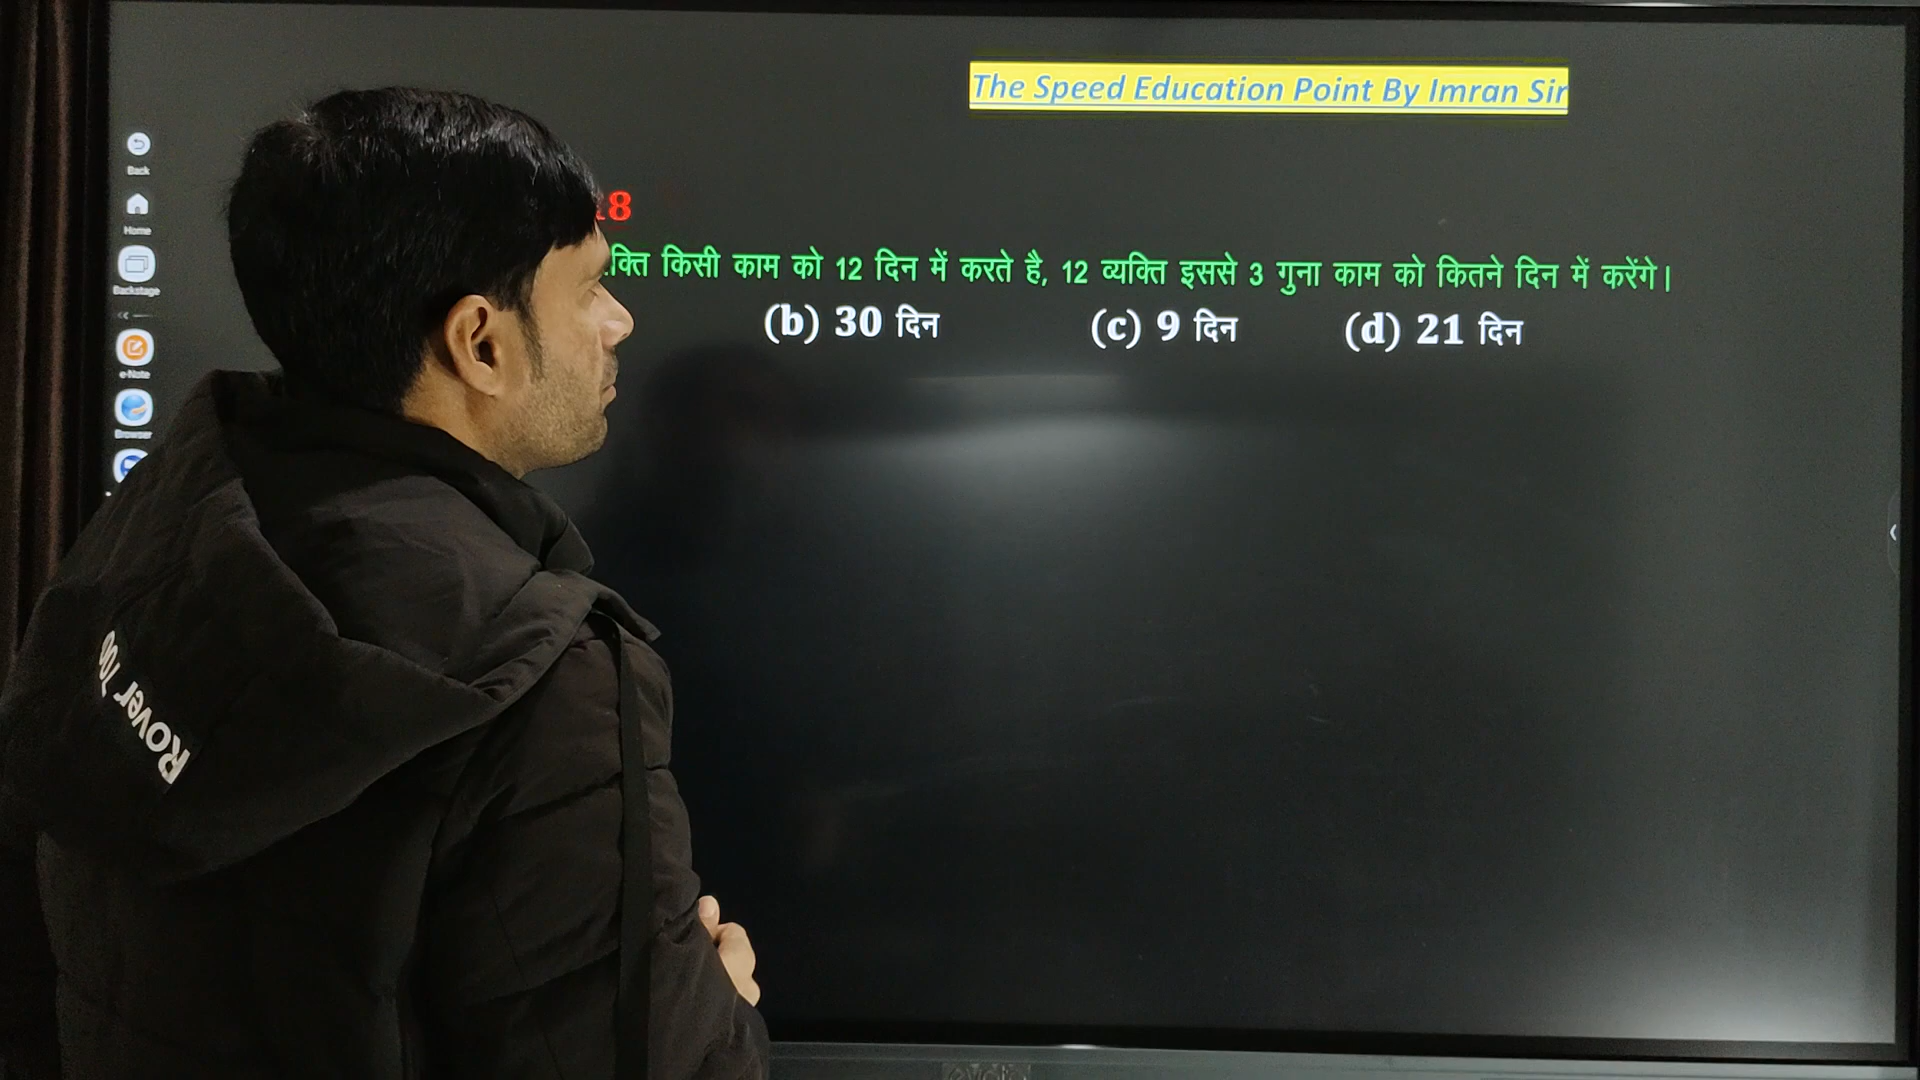 The Speed Education Point By Imran Sir
Back
Home
8
किसी काम को 12 दिन में करते है, 12 व्यक्ति इससे 3 गुना काम को कितने दिन में करेंगे।
(b) 30 दिन (c) 9 दिन (d) 21 दिन
Backstage
e-Note
Browser
Rover